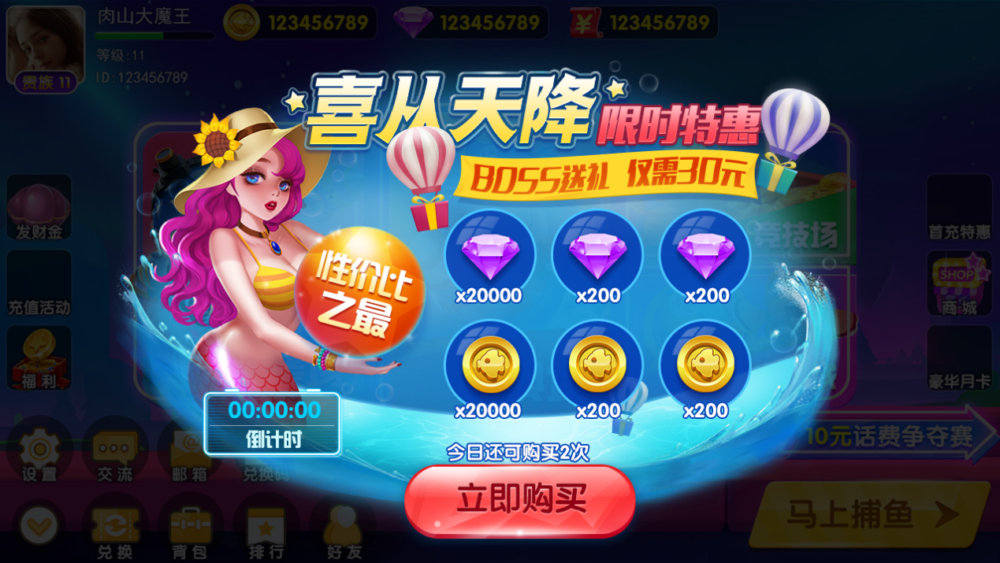 肉山大魔王
123456789
123456789
¥
123456789
等级:11
ID:123456789
贵族 11
喜从天降
限时特惠
BOSS送礼 仅需30元
发财金
充值活动
福利
性价比
之最
x20000
x200
x200
x20000
x200
x200
竞技场
首充特惠
SHOP
商城
豪华月卡
00:00:00
倒计时
今日还可购买2次
立即购买
10元话费争夺赛
马上捕鱼
设置
交流
@
邮箱
兑换码
兑换
背包
排行
好友